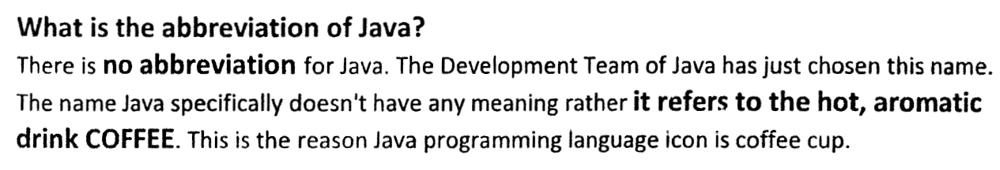 What is the abbreviation of Java?
There is no abbreviation for Java. The Development Team of Java has just chosen this name.
The name Java specifically doesn't have any meaning rather it refers to the hot, aromatic
drink COFFEE. This is the reason Java programming language icon is coffee cup.